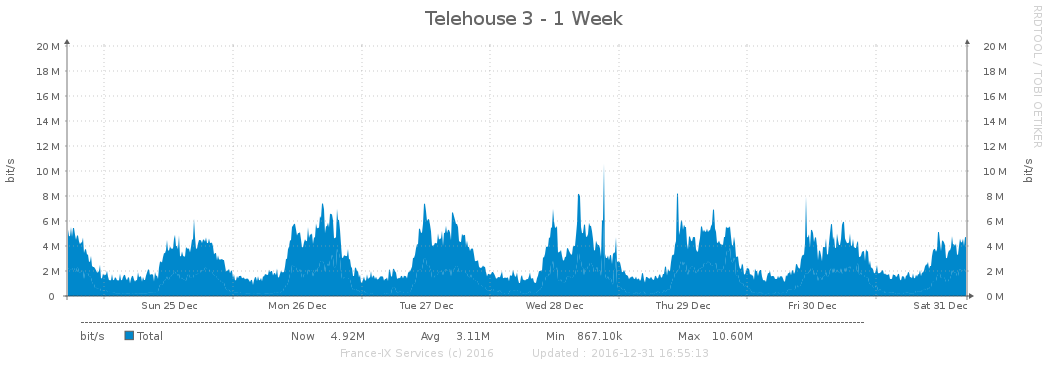 Telehouse 3 - 1 Week
RRDTOOL / TOBI OETIKER
bit/s
bit/s
20 M 20 M
18 M 18 M
16 M 16 M
14 M 14 M
12 M 12 M
10 M 10 M
8 M 8 M
6 M 6 M
4 M 4 M
2 M 2 M
0 0 M
Sun 25 Dec Mon 26 Dec Tue 27 Dec Wed 28 Dec Thu 29 Dec Fri 30 Dec Sat 31 Dec
bit/s Total Now 4.92M Avg 3.11M Min 867.10k Max 10.60M
France-IX Services (c) 2016 Updated : 2016-12-31 16:55:13